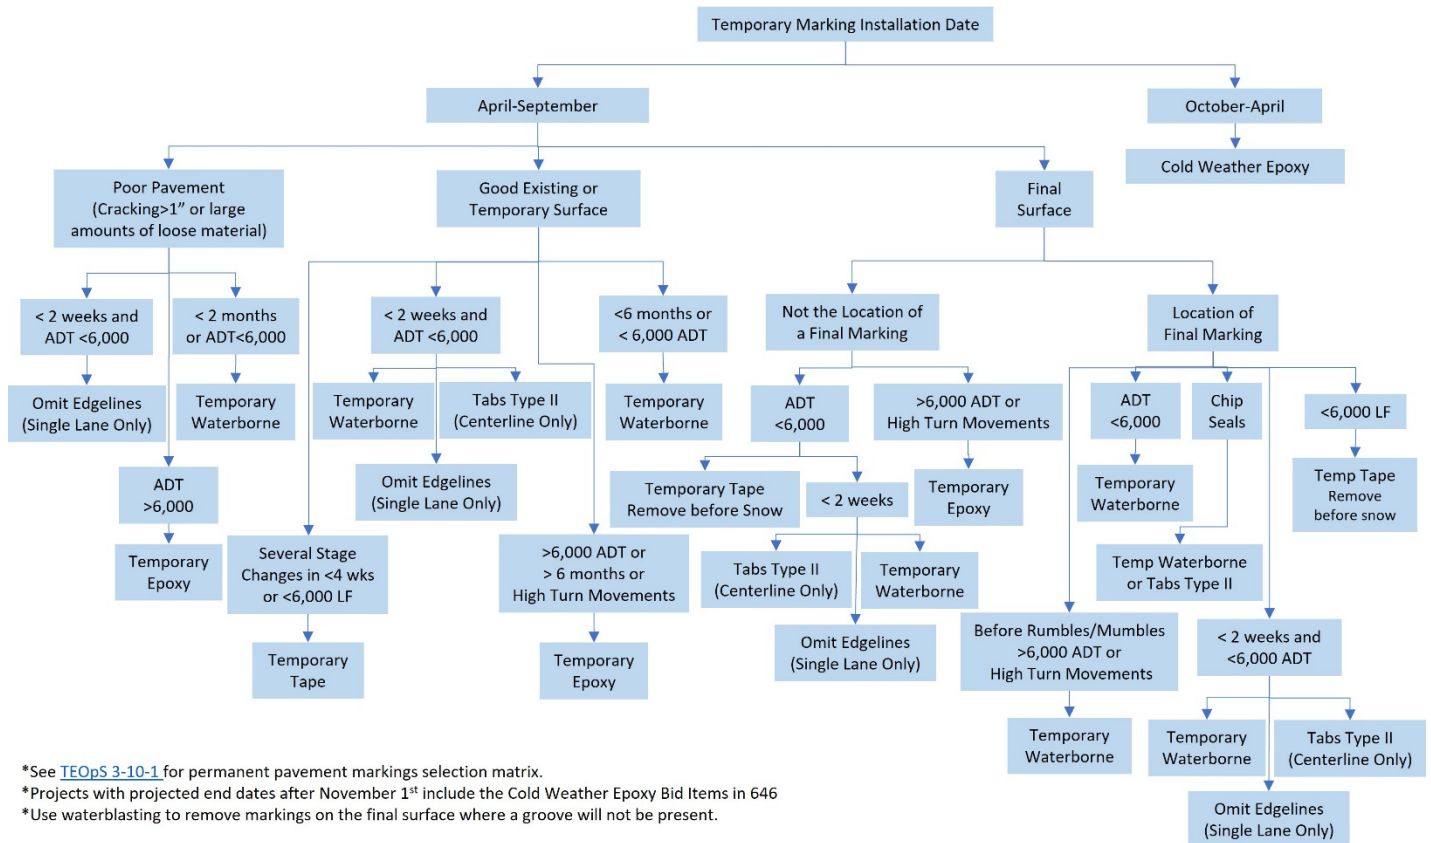 Temporary Marking Installation Date
April-September
October-April
Cold Weather Epoxy
Poor Pavement
(Cracking>1” or large
amounts of loose material)
Good Existing or
Temporary Surface
Final
Surface
< 2 weeks and
ADT <6,000
< 2 months
or ADT<6,000
< 2 weeks and
ADT <6,000
<6 months or
< 6,000 ADT
Not the Location of
a Final Marking
Location of
Final Marking
Omit Edgelines
(Single Lane Only)
Temporary
Waterborne
Temporary
Waterborne
Tabs Type II
(Centerline Only)
Temporary
Waterborne
ADT
<6,000
>6,000 ADT or
High Turn Movements
ADT
<6,000
Chip
Seals
<6,000 LF
ADT
>6,000
Omit Edgelines
(Single Lane Only)
Temporary Tape
Remove before Snow
< 2 weeks
Temporary
Epoxy
Temporary
Waterborne
Temp Tape
Remove
before snow
Temporary
Epoxy
Several Stage
Changes in <4 wks
or <6,000 LF
>6,000 ADT or
> 6 months or
High Turn Movements
Tabs Type II
(Centerline Only)
Temporary
Waterborne
Temp Waterborne
or Tabs Type II
Temporary
Tape
Temporary
Epoxy
Omit Edgelines
(Single Lane Only)
Before Rumbles/Mumbles
>6,000 ADT or
High Turn Movements
< 2 weeks and
<6,000 ADT
Temporary
Waterborne
Temporary
Waterborne
Tabs Type II
(Centerline Only)
Omit Edgelines
(Single Lane Only)
*See TEOpS 3-10-1 for permanent pavement markings selection matrix.
*Projects with projected end dates after November 1st include the Cold Weather Epoxy Bid Items in 646
*Use waterblasting to remove markings on the final surface where a groove will not be present.